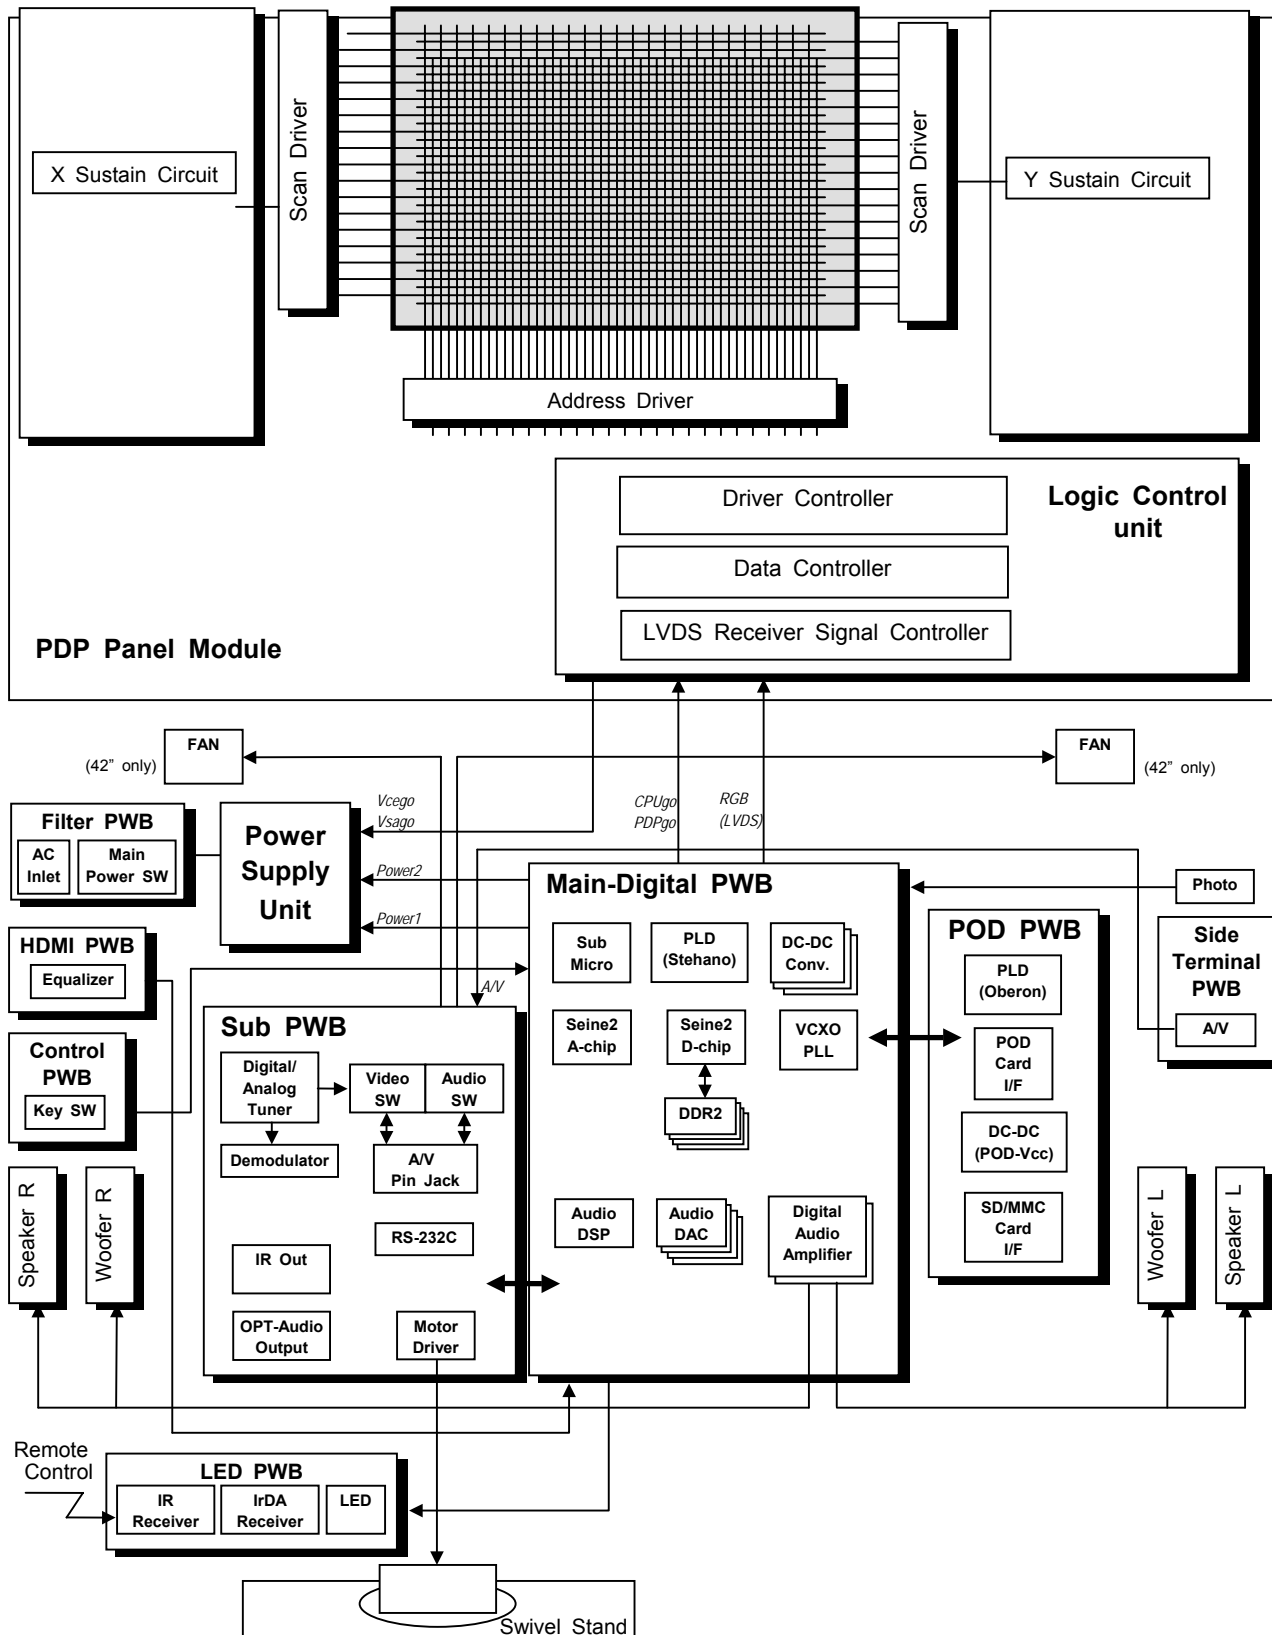 X Sustain Circuit
Scan Driver
Scan Driver
Y Sustain Circuit
Address Driver
Driver Controller
Logic Control
unit
Data Controller
LVDS Receiver Signal Controller
PDP Panel Module
FAN
(42” only)
FAN
(42” only)
Vcego
Vsago
CPUgo
PDPgo
RGB
(LVDS)
Filter PWB
AC
Inlet
Main
Power SW
Power
Supply
Unit
Power2
Power1
Main-Digital PWB
Photo
HDMI PWB
Equalizer
Sub
Micro
PLD
(Stehano)
DC-DC
Conv.
POD PWB
PLD
(Oberon)
Side
Terminal
PWB
A/V
A/V
Control
PWB
Key SW
Sub PWB
Digital/
Analog
Tuner
Video
SW
Audio
SW
Demodulator
A/V
Pin Jack
Seine2
A-chip
Seine2
D-chip
VCXO
PLL
DDR2
POD
Card
I/F
DC-DC
(POD-Vcc)
SD/MMC
Card
I/F
Speaker R
Woofer R
RS-232C
IR Out
OPT-Audio
Output
Motor
Driver
Audio
DSP
Audio
DAC
Digital
Audio
Amplifier
Woofer L
Speaker L
Remote
Control
LED PWB
IR
Receiver
IrDA
Receiver
LED
Swivel Stand